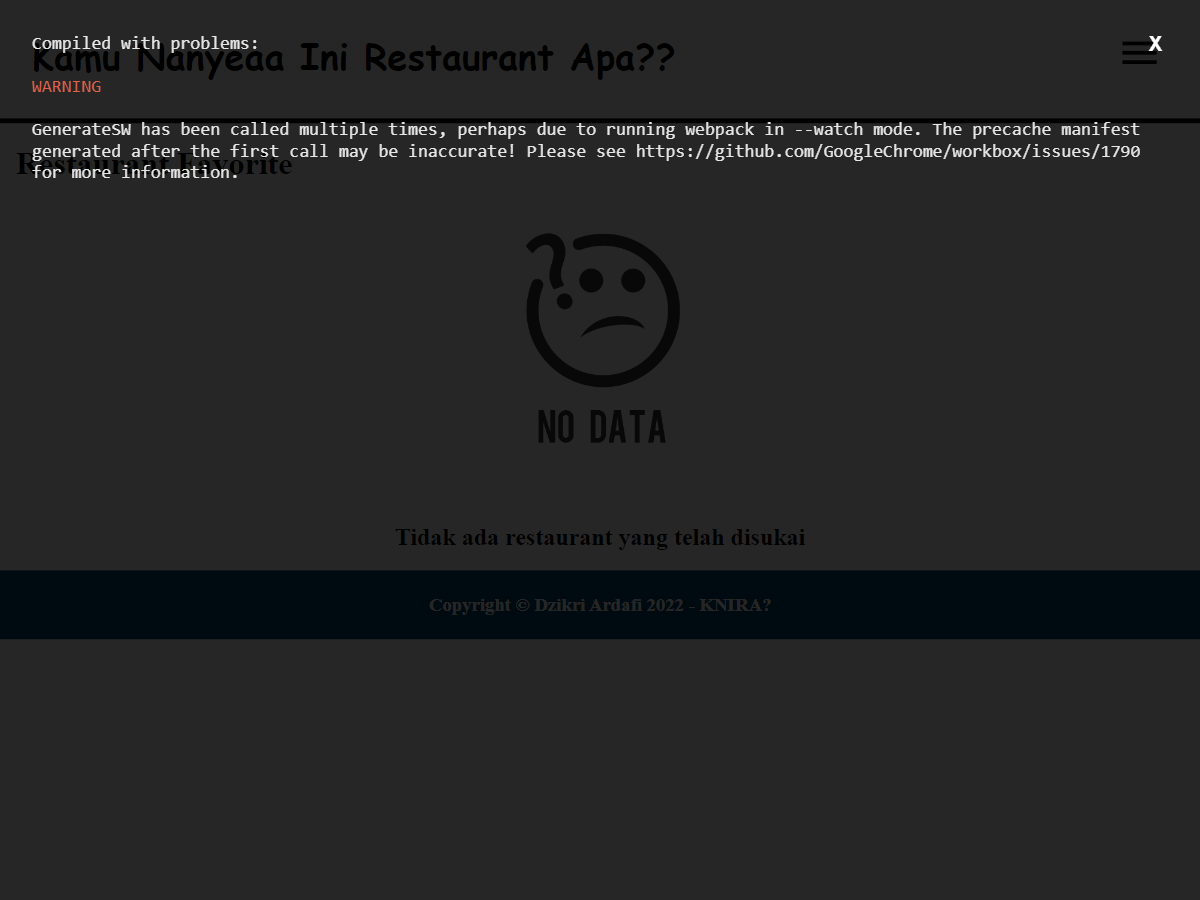 Compiled with problems:
X
Kamu Nanyeaa Ini Restaurant Apa??
WARNING
GenerateSW has been called multiple times, perhaps due to running webpack in --watch mode. The precache manifest
generated after the first call may be inaccurate! Please see https://github.com/GoogleChrome/workbox/issues/1790
for more information.
Restaurant Favorite
NO DATA
Tidak ada restaurant yang telah disukai
Copyright © Dzikri Ardafi 2022 - KNIRA?